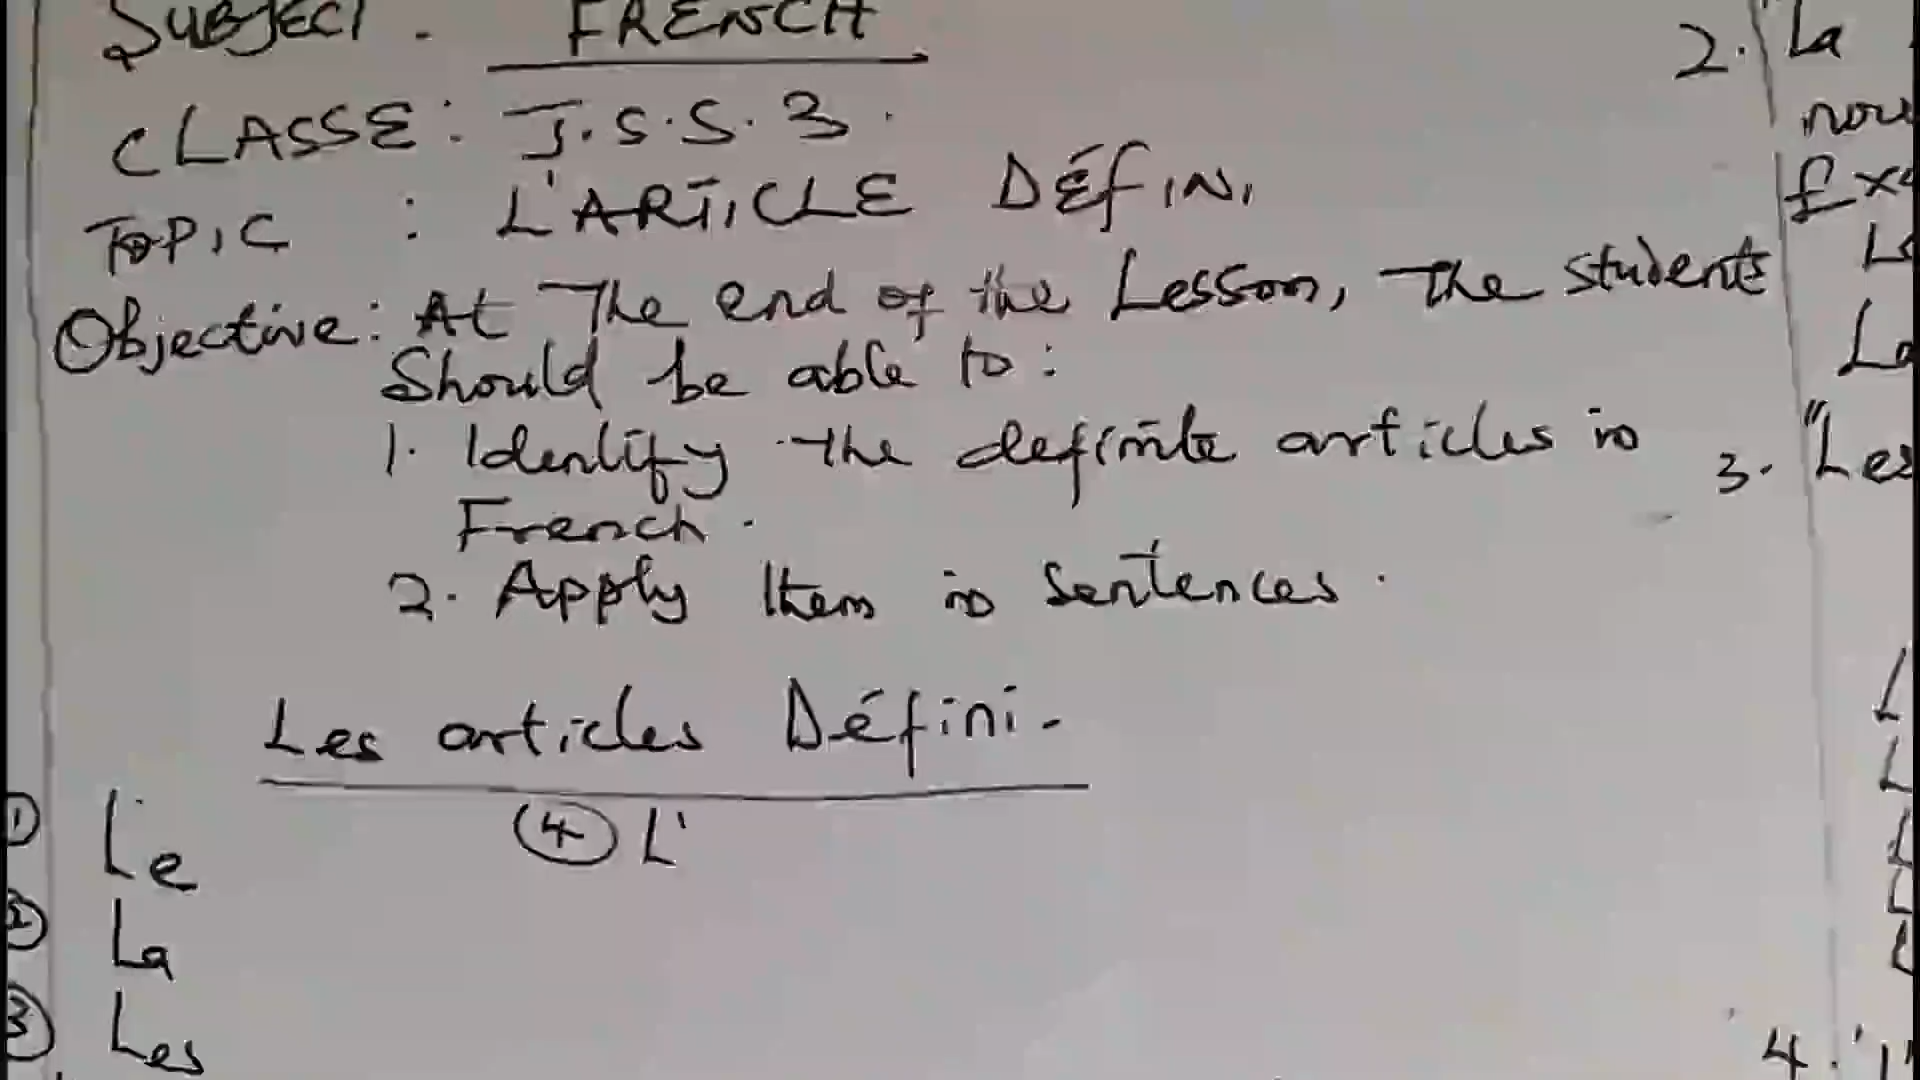 SUBJECT. FRENCH
CLASSE: J.S.S.3.
TOPIC : L'ARTICLE DÉFINI
Objective: At The end of the Lesson, The Students
Should be able to:
1. Identify the definite articles in
French.
2. Apply them in Sentences.
Les articles Défini.
① Le
④ L'
② La
③ Les
2. La
3. "Les
4.